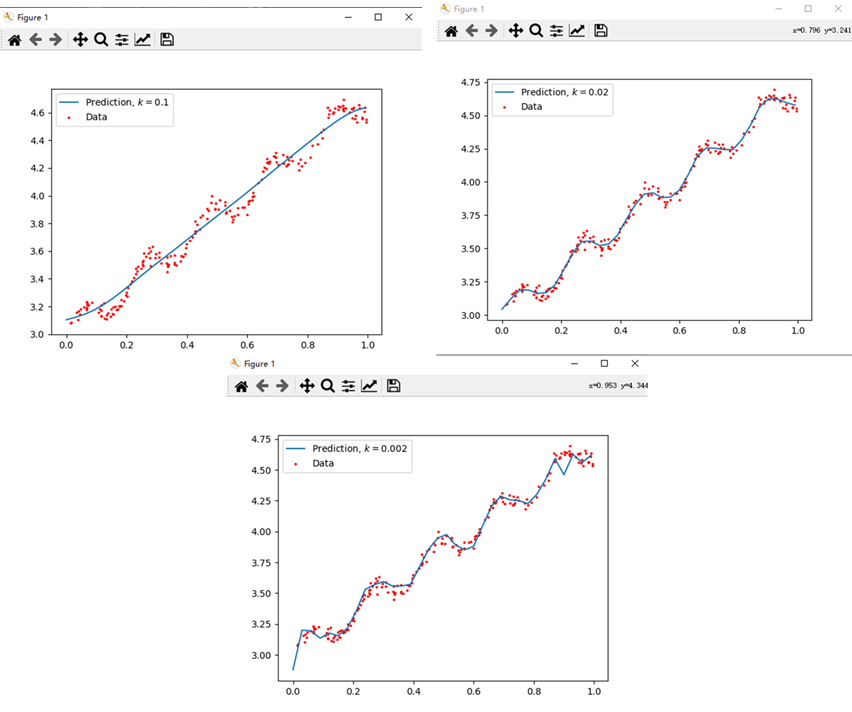 Figure 1
Prediction, k = 0.1
Data
4.6
4.4
4.2
4.0
3.8
3.6
3.4
3.2
3.0
0.0 0.2 0.4 0.6 0.8 1.0
Figure 1
x=0.796 y=3.241
Prediction, k = 0.02
Data
4.75
4.50
4.25
4.00
3.75
3.50
3.25
3.00
0.0 0.2 0.4 0.6 0.8 1.0
Figure 1
x=0.953 y=4.344
Prediction, k = 0.002
Data
4.75
4.50
4.25
4.00
3.75
3.50
3.25
3.00
0.0 0.2 0.4 0.6 0.8 1.0